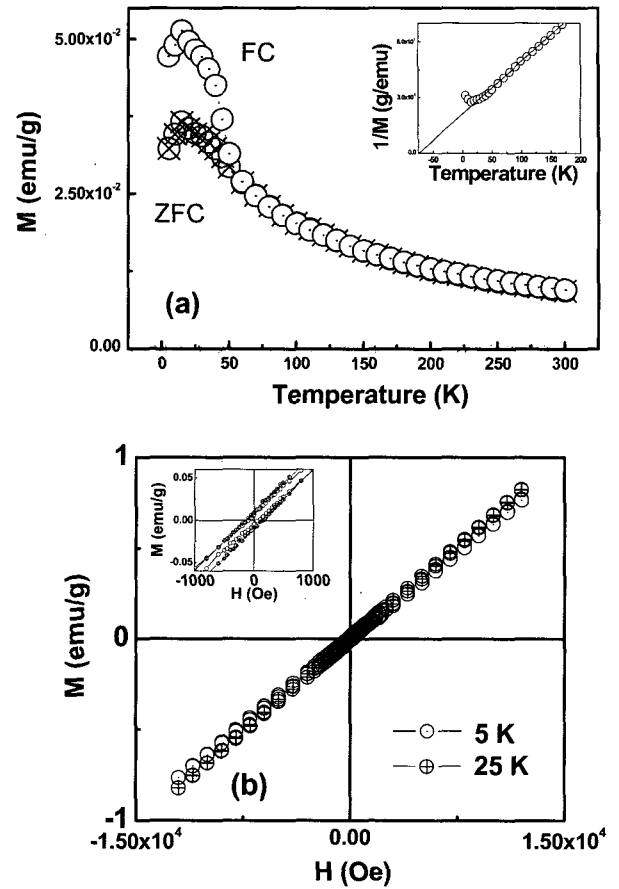 5.00x10⁻²
2.50x10⁻²
0.00
M (emu/g)
FC
ZFC
(a)
0
50
100
150
200
250
300
Temperature (K)
1/M (g/emu)
0.0
-50
0
50
100
150
200
Temperature (K)
1
0
-1
M (emu/g)
0.05
0.00
-0.05
M (emu/g)
-1000
0
1000
H (Oe)
5 K
25 K
(b)
-1.50x10⁴
0.00
1.50x10⁴
H (Oe)